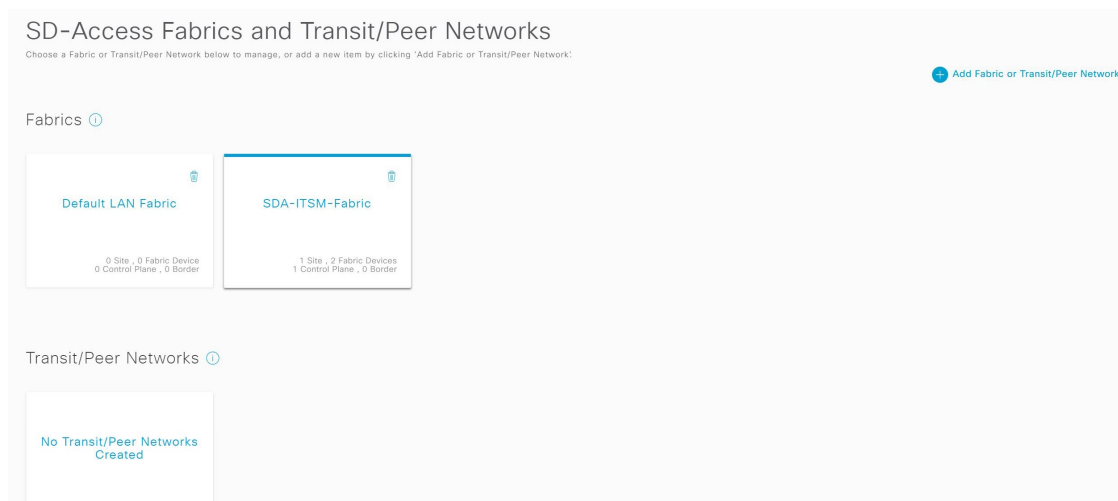 SD-Access Fabrics and Transit/Peer Networks
Choose a Fabric or Transit/Peer Network below to manage, or add a new item by clicking 'Add Fabric or Transit/Peer Network'.
Add Fabric or Transit/Peer Network
Fabrics
Default LAN Fabric
0 Site , 0 Fabric Device
0 Control Plane , 0 Border
SDA-ITSM-Fabric
1 Site , 2 Fabric Devices
1 Control Plane , 0 Border
Transit/Peer Networks
No Transit/Peer Networks
Created